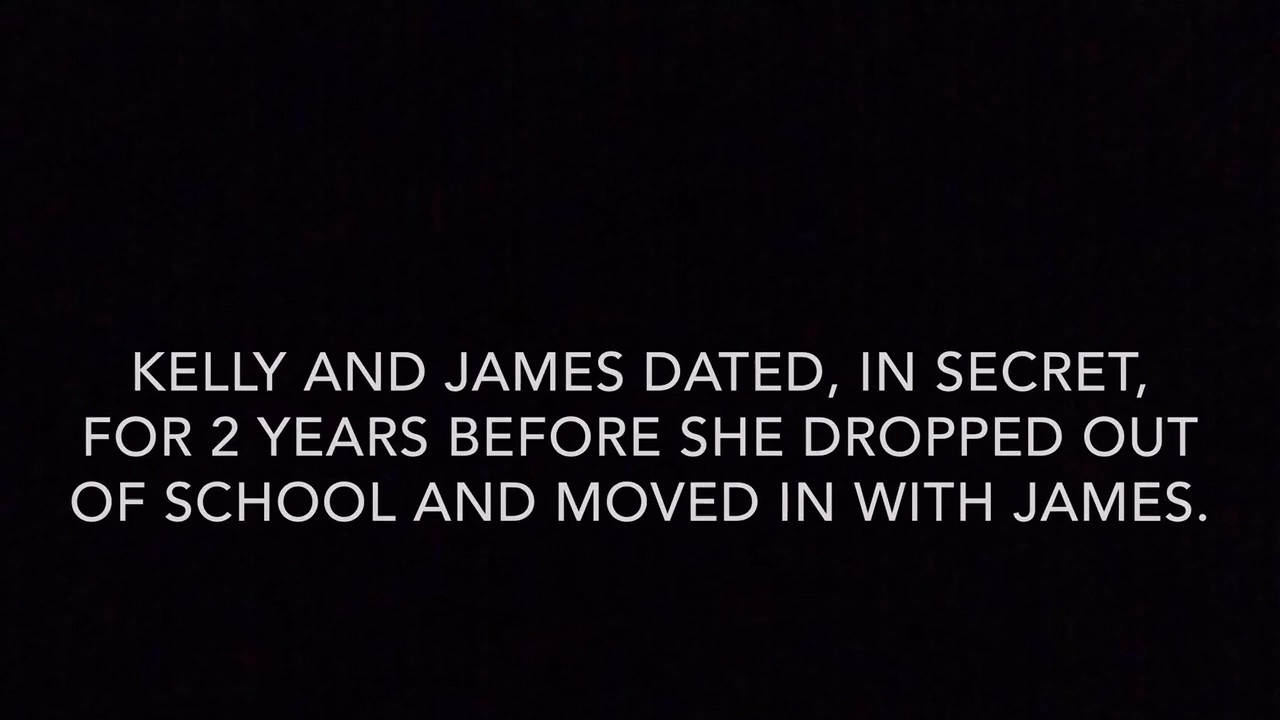 KELLY AND JAMES DATED, IN SECRET,
FOR 2 YEARS BEFORE SHE DROPPED OUT
OF SCHOOL AND MOVED IN WITH JAMES.